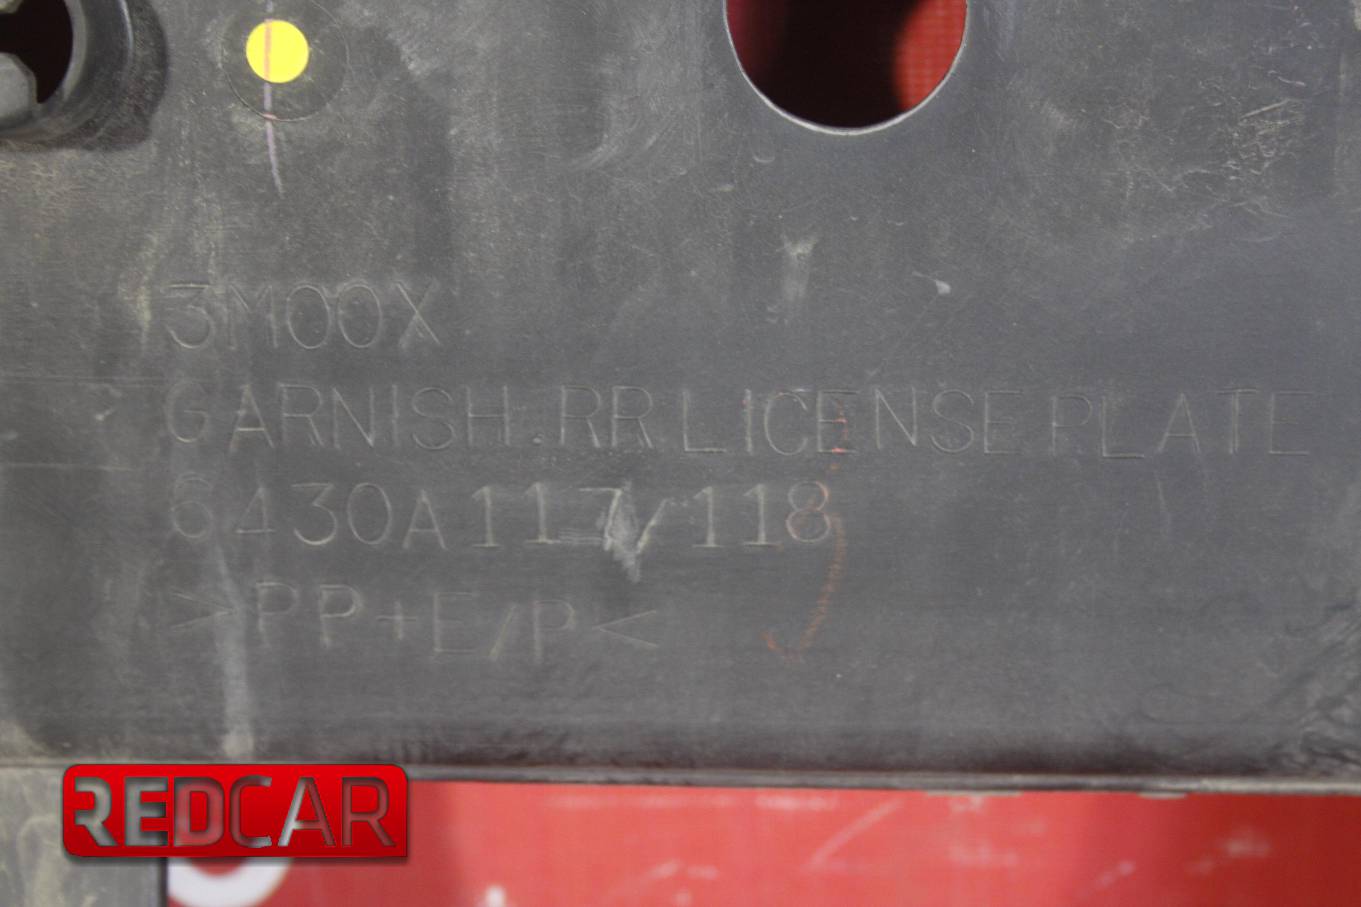 3M00X
GARNISH.RR LICENSE PLATE
6430A117/118
>PP+E/P<
REDCAR